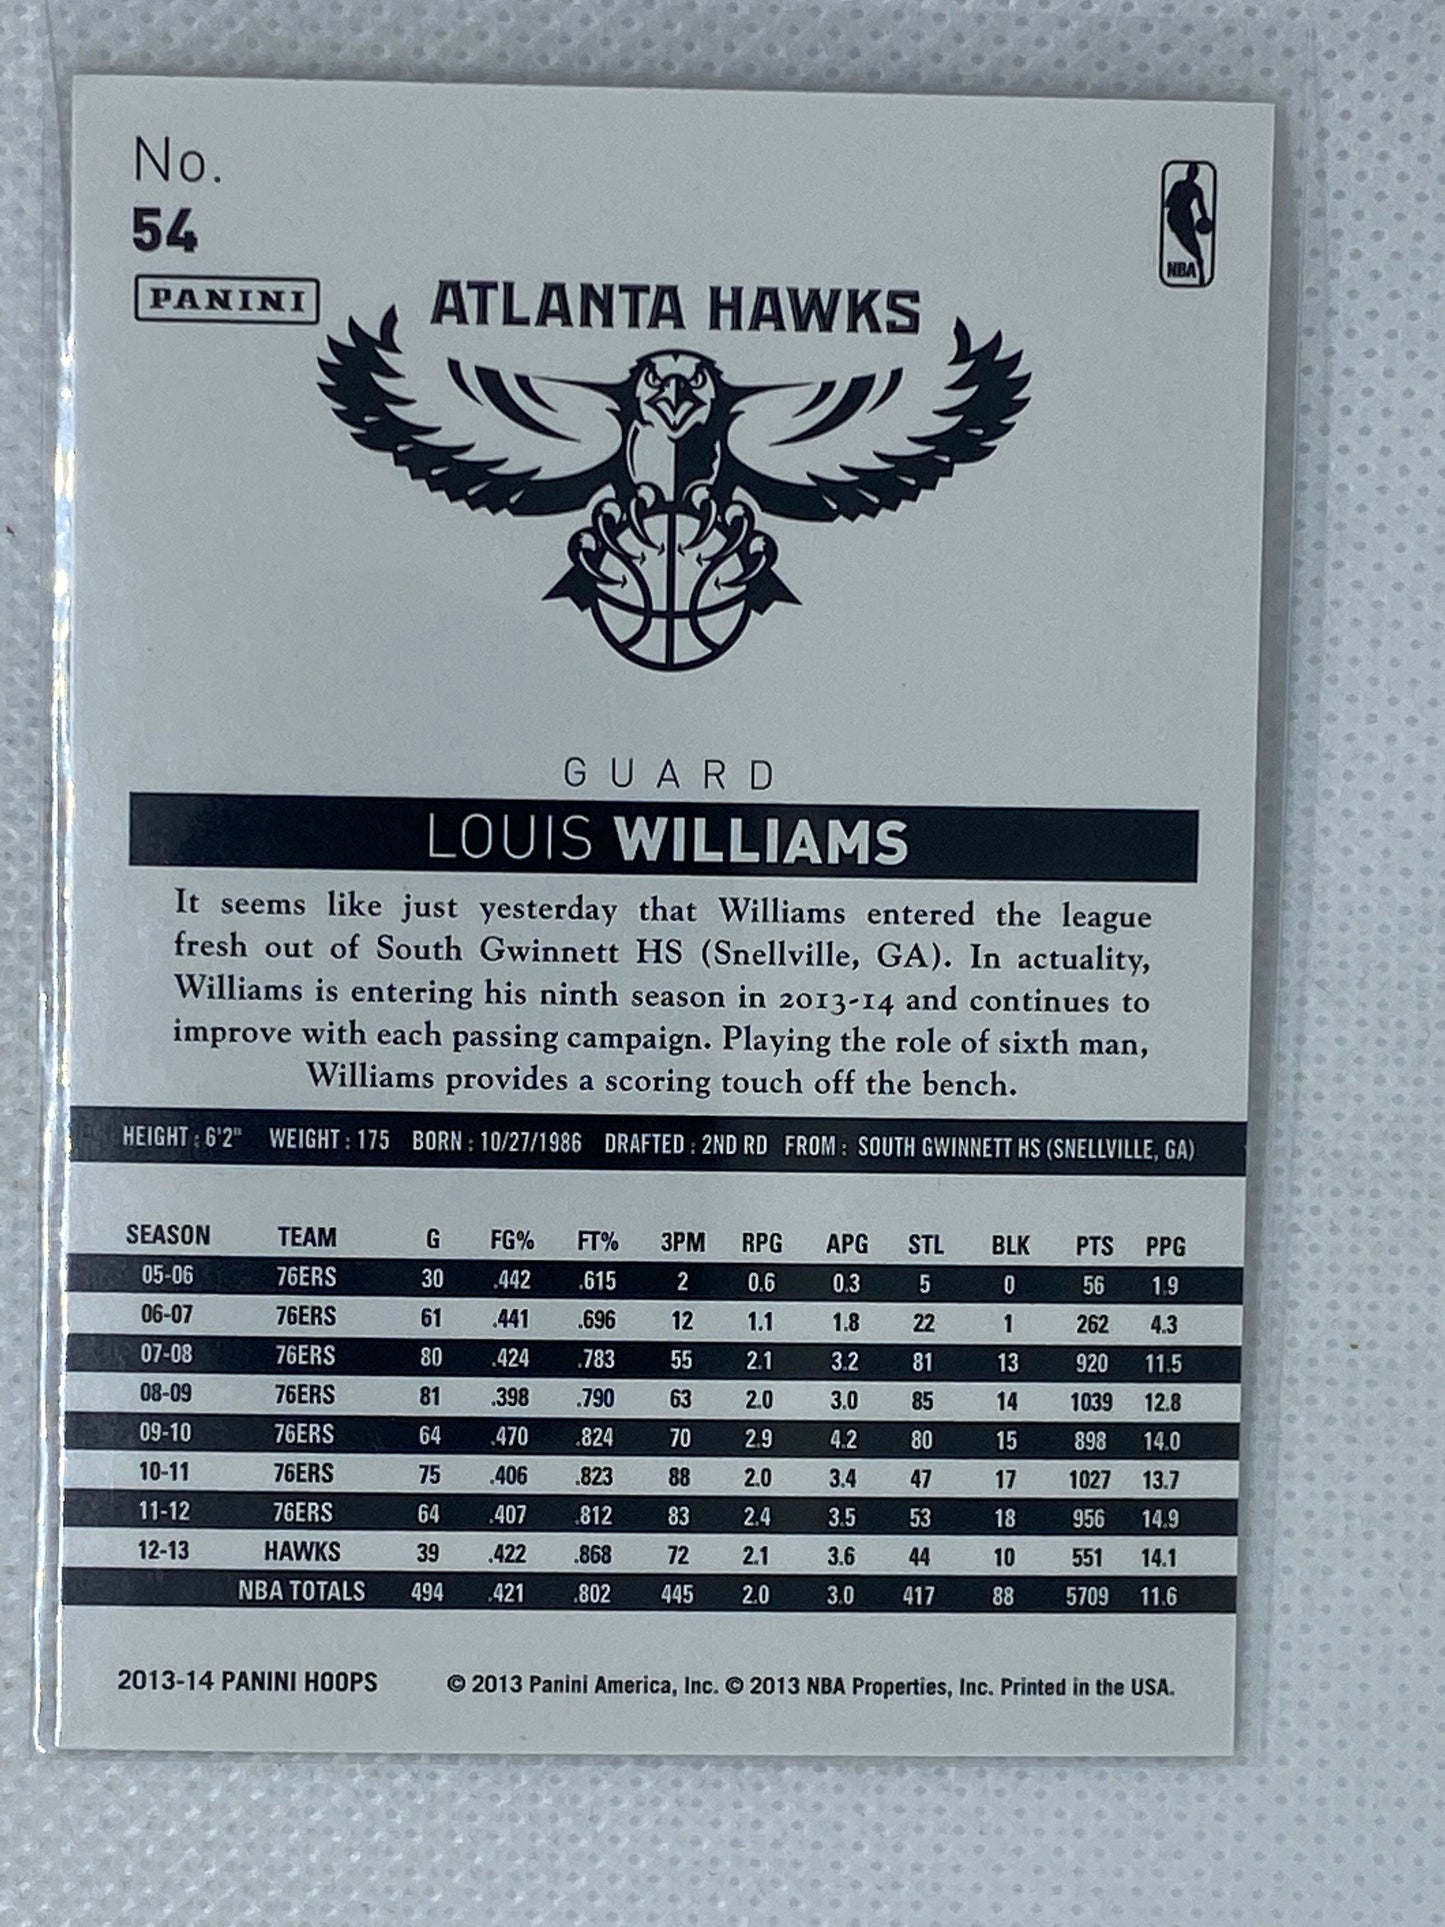 No.
54
PANINI
NBA
ATLANTA HAWKS
GUARD
LOUIS WILLIAMS
It seems like just yesterday that Williams entered the league
fresh out of South Gwinnett HS (Snellville, GA). In actuality,
Williams is entering his ninth season in 2013-14 and continues to
improve with each passing campaign. Playing the role of sixth man,
Williams provides a scoring touch off the bench.
HEIGHT : 6'2" WEIGHT : 175 BORN : 10/27/1986 DRAFTED : 2ND RD FROM : SOUTH GWINNETT HS (SNELLVILLE, GA)
SEASON TEAM G FG% FT% 3PM RPG APG STL BLK PTS PPG
05-06 76ERS 30 .442 .615 2 0.6 0.3 5 0 56 1.9
06-07 76ERS 61 .441 .696 12 1.1 1.8 22 1 262 4.3
07-08 76ERS 80 .424 .783 55 2.1 3.2 81 13 920 11.5
08-09 76ERS 81 .398 .790 63 2.0 3.0 85 14 1039 12.8
09-10 76ERS 64 .470 .824 70 2.9 4.2 80 15 898 14.0
10-11 76ERS 75 .406 .823 88 2.0 3.4 47 17 1027 13.7
11-12 76ERS 64 .407 .812 83 2.4 3.5 53 18 956 14.9
12-13 HAWKS 39 .422 .868 72 2.1 3.6 44 10 551 14.1
NBA TOTALS 494 .421 .802 445 2.0 3.0 417 88 5709 11.6
2013-14 PANINI HOOPS © 2013 Panini America, Inc. © 2013 NBA Properties, Inc. Printed in the USA.